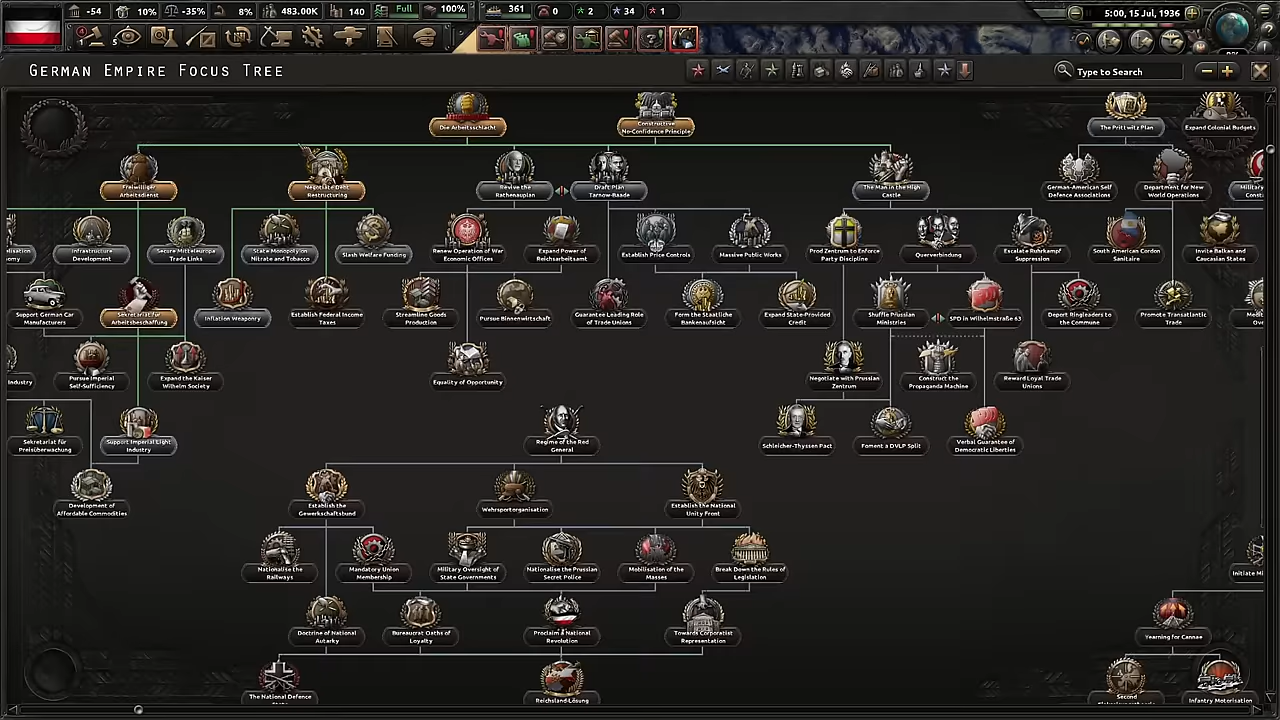 -54 10% -35% 8% 483.00K 140 Full 100% 361 0 2 34 1
5:00, 15 Jul, 1936
4
1
5
GERMAN EMPIRE FOCUS TREE
Type to Search
Die Arbeitsschlacht
Constructive
No-Confidence Principle
The Prittwitz Plan
Expand Colonial Budgets
Freiwilliger
Arbeitsdienst
Negotiate Debt
Restructuring
Revive the
Rathenauplan
Draft Plan
Tarnow-Baade
The Man in the High
Castle
German-American Self
Defence Associations
Department for New
World Operations
Infrastructure
Development
Secure Mitteleuropa
Trade Links
State Monopoly on
Nitrate and Tobacco
Slash Welfare Funding
Renew Operation of War
Economic Offices
Expand Power of
Reichsarbeitsamt
Establish Price Controls
Massive Public Works
Prod Zentrum to Enforce
Party Discipline
Querverbindung
Escalate Ruhrkampf
Suppression
South American Cordon
Sanitaire
Invite Balkan and
Caucasian States
Support German Car
Manufacturers
Sekretariat für
Arbeitsbeschaffung
Inflation Weaponry
Establish Federal Income
Taxes
Streamline Goods
Production
Pursue Binnenwirtschaft
Guarantee Leading Role
of Trade Unions
Form the Staatliche
Bankenaufsicht
Expand State-Provided
Credit
Shuffle Prussian
Ministries
SPD in Wilhelmstraße 63
Deport Ringleaders to
the Commune
Promote Transatlantic
Trade
Industry
Pursue Imperial
Self-Sufficiency
Expand the Kaiser
Wilhelm Society
Equality of Opportunity
Negotiate with Prussian
Zentrum
Construct the
Propaganda Machine
Reward Loyal Trade
Unions
Sekretariat für
Preisüberwachung
Support Imperial Light
Industry
Regime of the Red
General
Schleicher-Thyssen Pact
Foment a DVLP Split
Verbal Guarantee of
Democratic Liberties
Development of
Affordable Commodities
Establish the
Gewerkschaftsbund
Wehrsportorganisation
Establish the National
Unity Front
Nationalise the
Railways
Mandatory Union
Membership
Military Oversight of
State Governments
Nationalise the Prussian
Secret Police
Mobilisation of the
Masses
Break Down the Rules of
Legislation
Doctrine of National
Autarky
Bureaucrat Oaths of
Loyalty
Proclaim a National
Revolution
Towards Corporatist
Representation
Yearning for Cannae
The National Defence
Reichsland-Lösung
Second
Infantry Motorisation